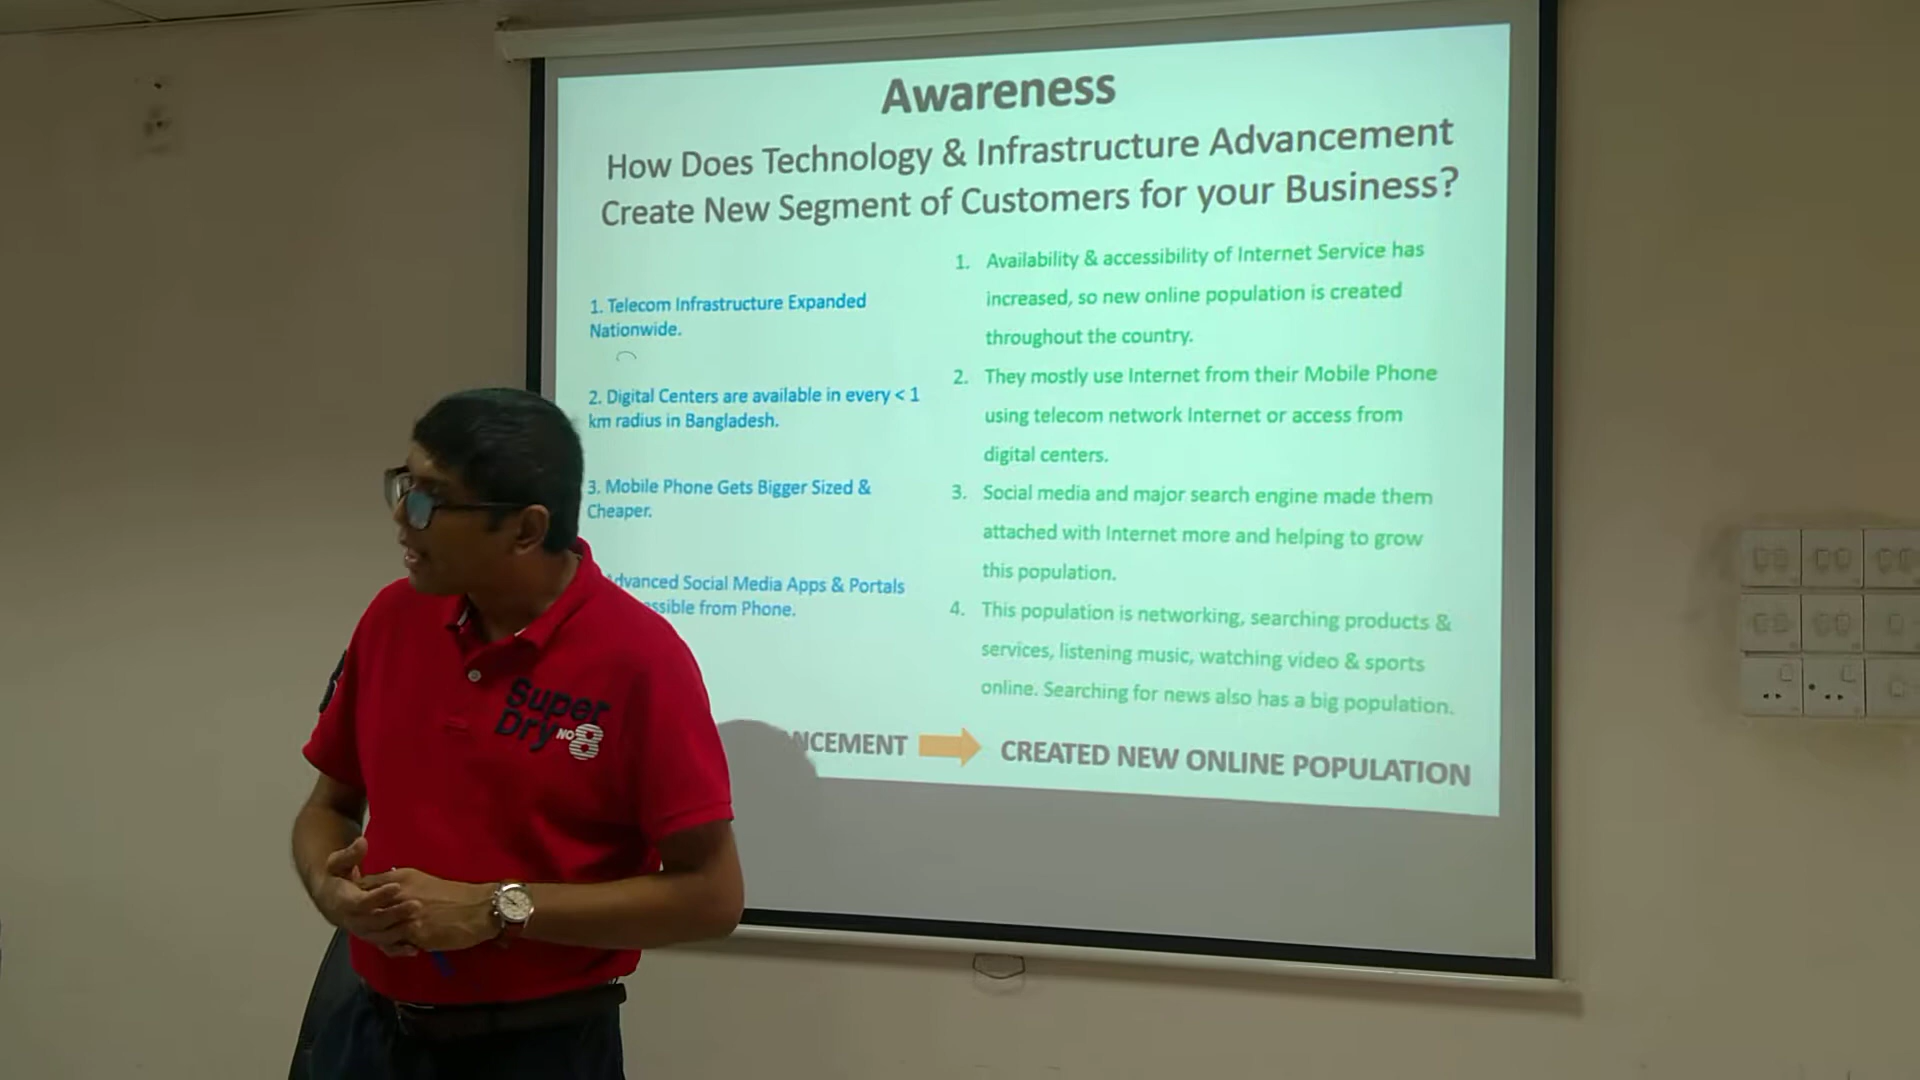 Awareness
How Does Technology & Infrastructure Advancement
Create New Segment of Customers for your Business?
1. Telecom Infrastructure Expanded
Nationwide.
2. Digital Centers are available in every < 1
km radius in Bangladesh.
3. Mobile Phone Gets Bigger Sized &
Cheaper.
dvanced Social Media Apps & Portals
ssible from Phone.
1. Availability & accessibility of Internet Service has
increased, so new online population is created
throughout the country.
2. They mostly use Internet from their Mobile Phone
using telecom network Internet or access from
digital centers.
3. Social media and major search engine made them
attached with Internet more and helping to grow
this population.
4. This population is networking, searching products &
services, listening music, watching video & sports
online. Searching for news also has a big population.
NCEMENT
CREATED NEW ONLINE POPULATION
Super
Dry NO 8